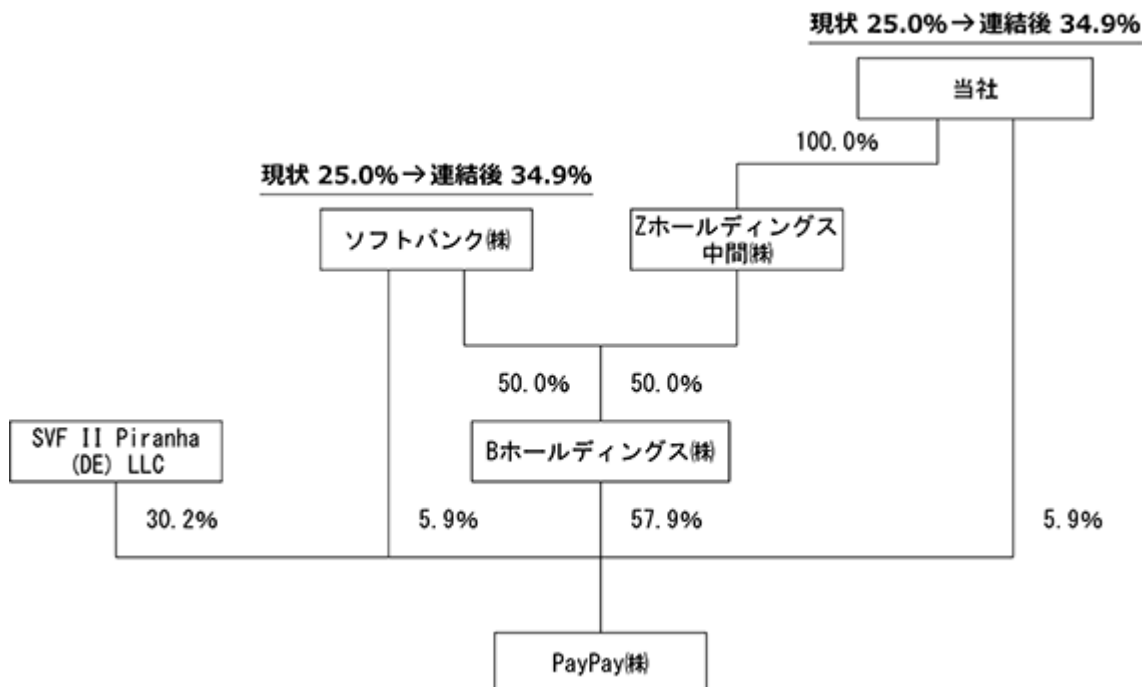 現状 25.0%→連結後 34.9%
当社
100.0%
現状 25.0%→連結後 34.9%
ソフトバンク㈱
Zホールディングス
中間㈱
50.0%
50.0%
SVF II Piranha
(DE) LLC
Bホールディングス㈱
30.2%
5.9%
57.9%
5.9%
PayPay㈱